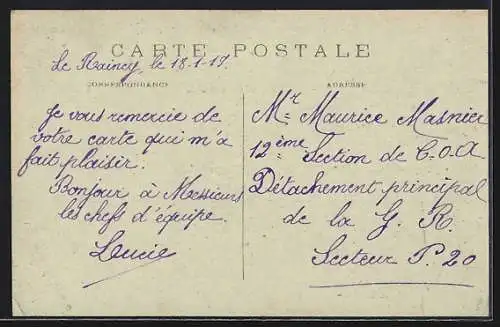 CARTE POSTALE
Le Raincy, le 18.1-17.
CORRESPONDANCE
Je vous remercie de
votre carte qui m'a
fait plaisir.
Bonjour à Messieurs
les chefs d'équipe.
Lucie
ADRESSE
Mr Maurice Masnier
12ème Section de C.O.A
Détachement principal
de la G. R.
Secteur P. 20